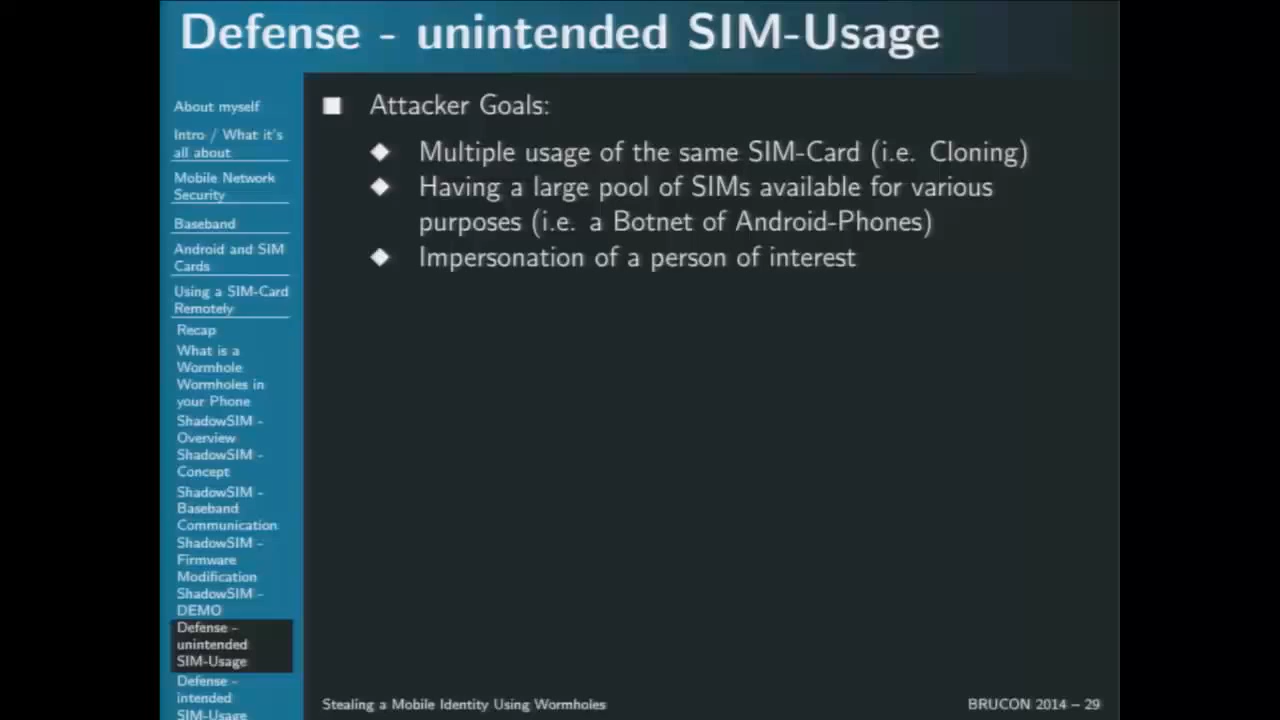 Defense - unintended SIM-Usage
About myself
Intro / What it's
all about
Mobile Network
Security
Baseband
Android and SIM
Cards
Using a SIM-Card
Remotely
Recap
What is a
Wormhole
Wormholes in
your Phone
ShadowSIM -
Overview
ShadowSIM -
Concept
ShadowSIM -
Baseband
Communication
ShadowSIM -
Firmware
Modification
ShadowSIM -
DEMO
Defense -
unintended
SIM-Usage
Defense -
intended
SIM-Usage
Attacker Goals:
Multiple usage of the same SIM-Card (i.e. Cloning)
Having a large pool of SIMs available for various
purposes (i.e. a Botnet of Android-Phones)
Impersonation of a person of interest
Stealing a Mobile Identity Using Wormholes
BRUCON 2014 – 29